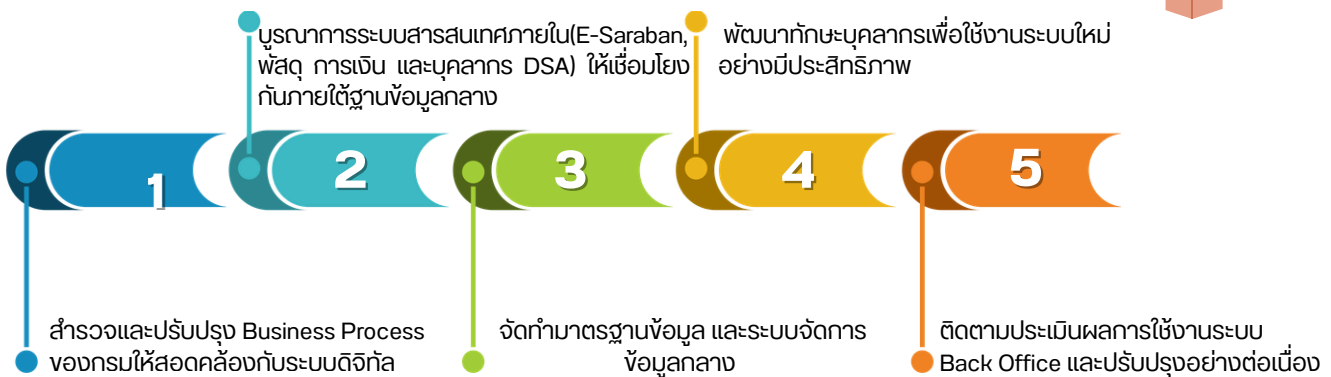 บูรณาการระบบสารสนเทศภายใน(E-Saraban,
พัสดุ การเงิน และบุคลากร DSA) ให้เชื่อมโยง
กันภายใต้ฐานข้อมูลกลาง
พัฒนาทักษะบุคลากรเพื่อใช้งานระบบใหม่
อย่างมีประสิทธิภาพ
1
2
3
4
5
สำรวจและปรับปรุง Business Process
ของกรมให้สอดคล้องกับระบบดิจิทัล
จัดทำมาตรฐานข้อมูล และระบบจัดการ
ข้อมูลกลาง
ติดตามประเมินผลการใช้งานระบบ
Back Office และปรับปรุงอย่างต่อเนื่อง